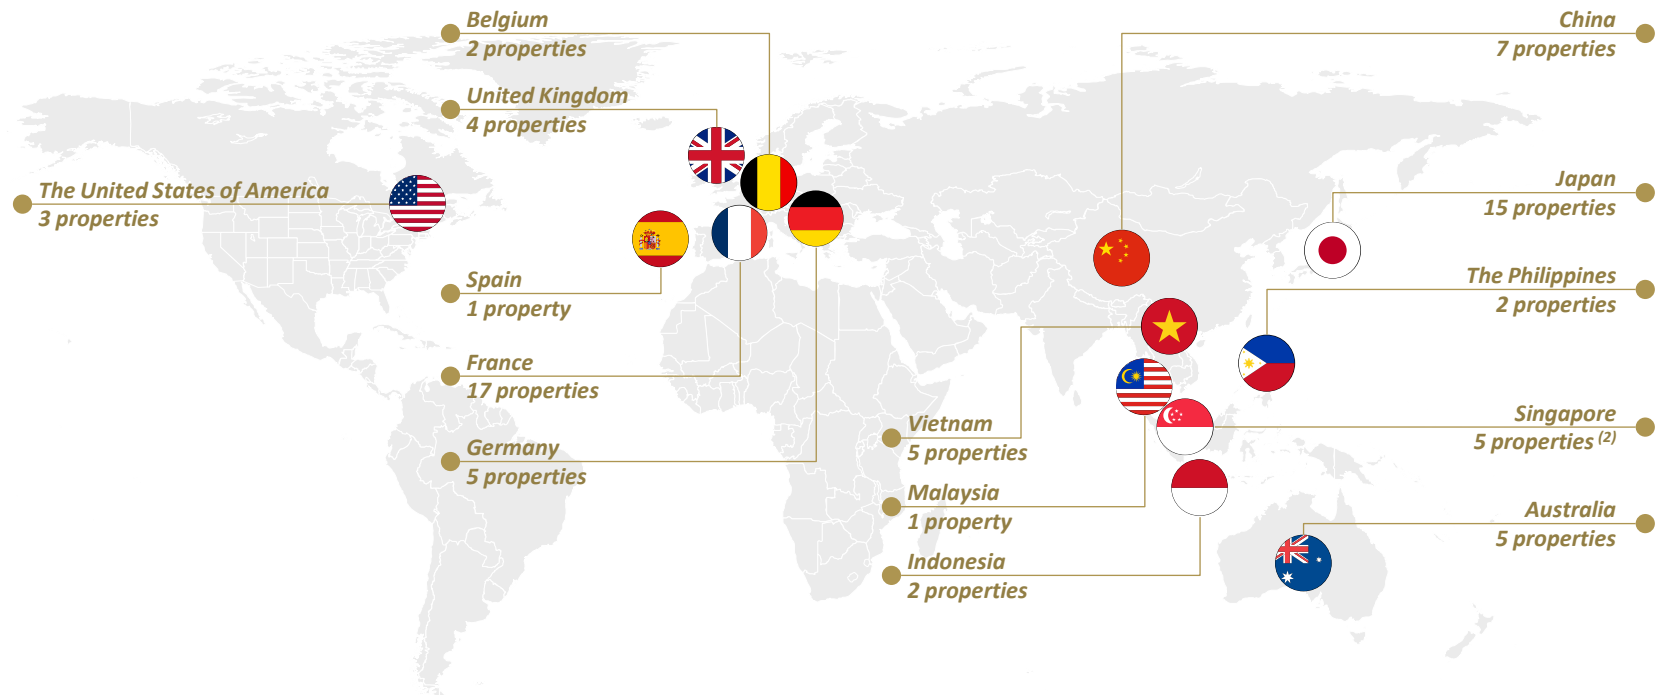 Belgium
2 properties
United Kingdom
4 properties
The United States of America
3 properties
Spain
1 property
France
17 properties
Germany
5 properties
Vietnam
5 properties
Malaysia
1 property
Indonesia
2 properties
China
7 properties
Japan
15 properties
The Philippines
2 properties
Singapore
5 properties (2)
Australia
5 properties